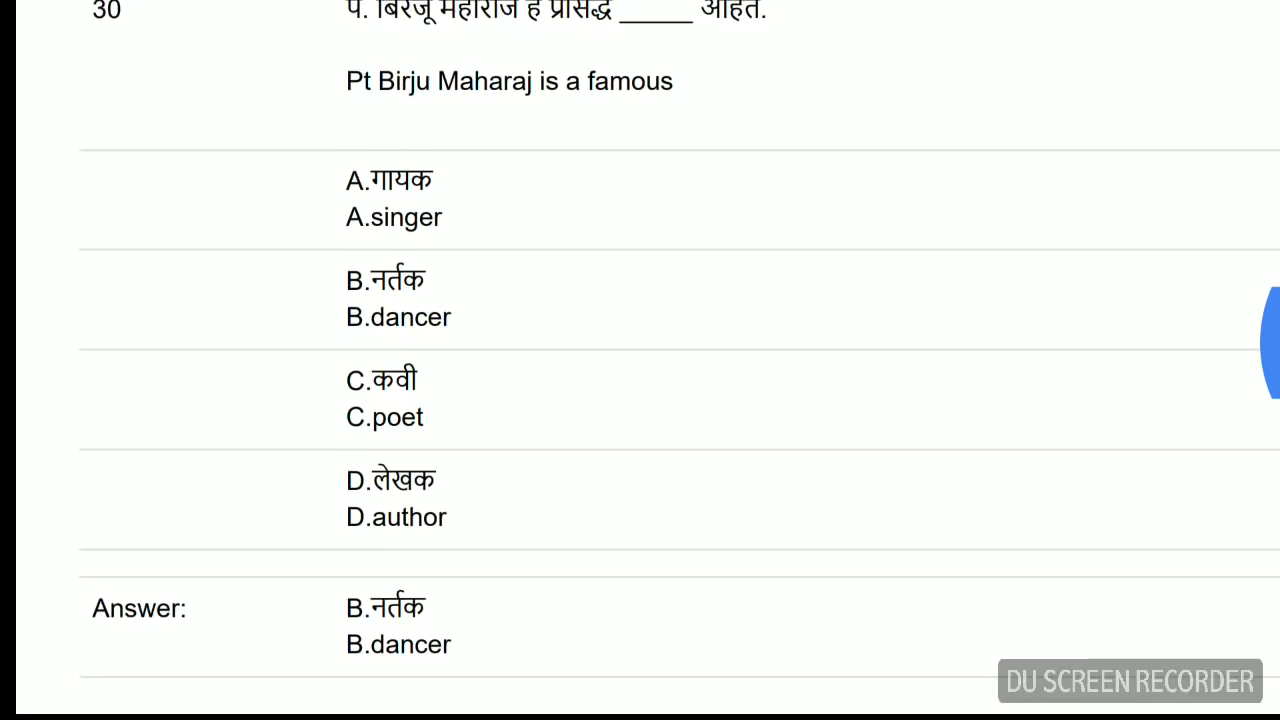 30
पं. बिरजू महाराज हे प्रसिद्ध _____ आहेत.
Pt Birju Maharaj is a famous
A.गायक
A.singer
B.नर्तक
B.dancer
C.कवी
C.poet
D.लेखक
D.author
Answer:
B.नर्तक
B.dancer
DU SCREEN RECORDER